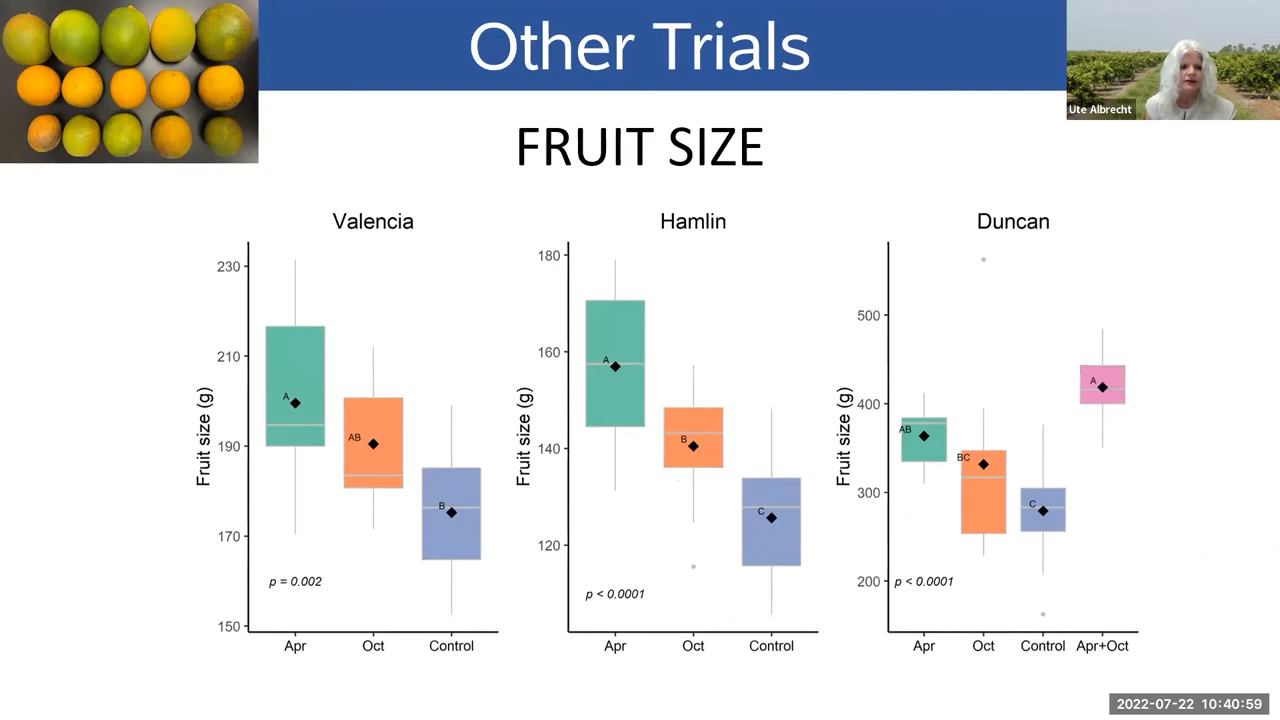 Other Trials
Ute Albrecht
FRUIT SIZE
Valencia
Fruit size (g)
230
210
190
170
150
A
AB
B
p = 0.002
Apr
Oct
Control
Hamlin
Fruit size (g)
180
160
140
120
A
B
C
p < 0.0001
Apr
Oct
Control
Duncan
Fruit size (g)
500
400
300
200
AB
BC
C
A
p < 0.0001
Apr
Oct
Control
Apr+Oct
2022-07-22 10:40:59